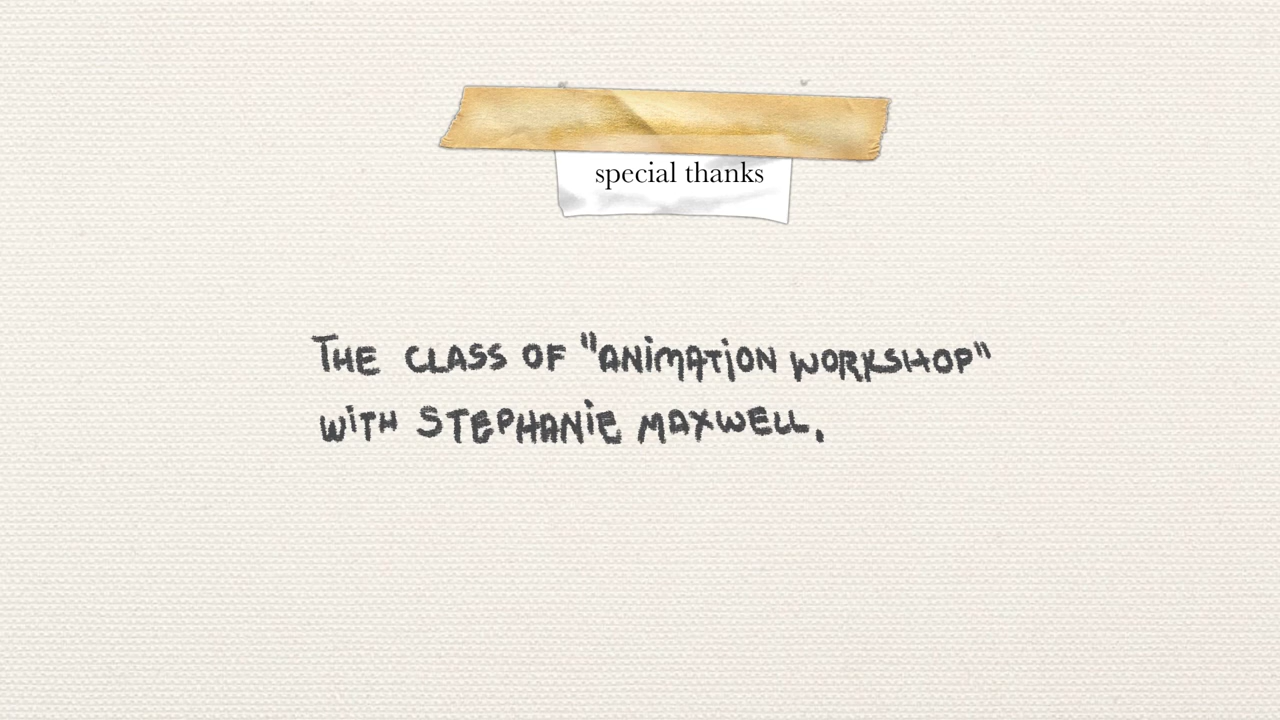 special thanks
THE CLASS OF "ANiMATiON WORKSHOP"
WiTH STEPHANiE MAXWELL.